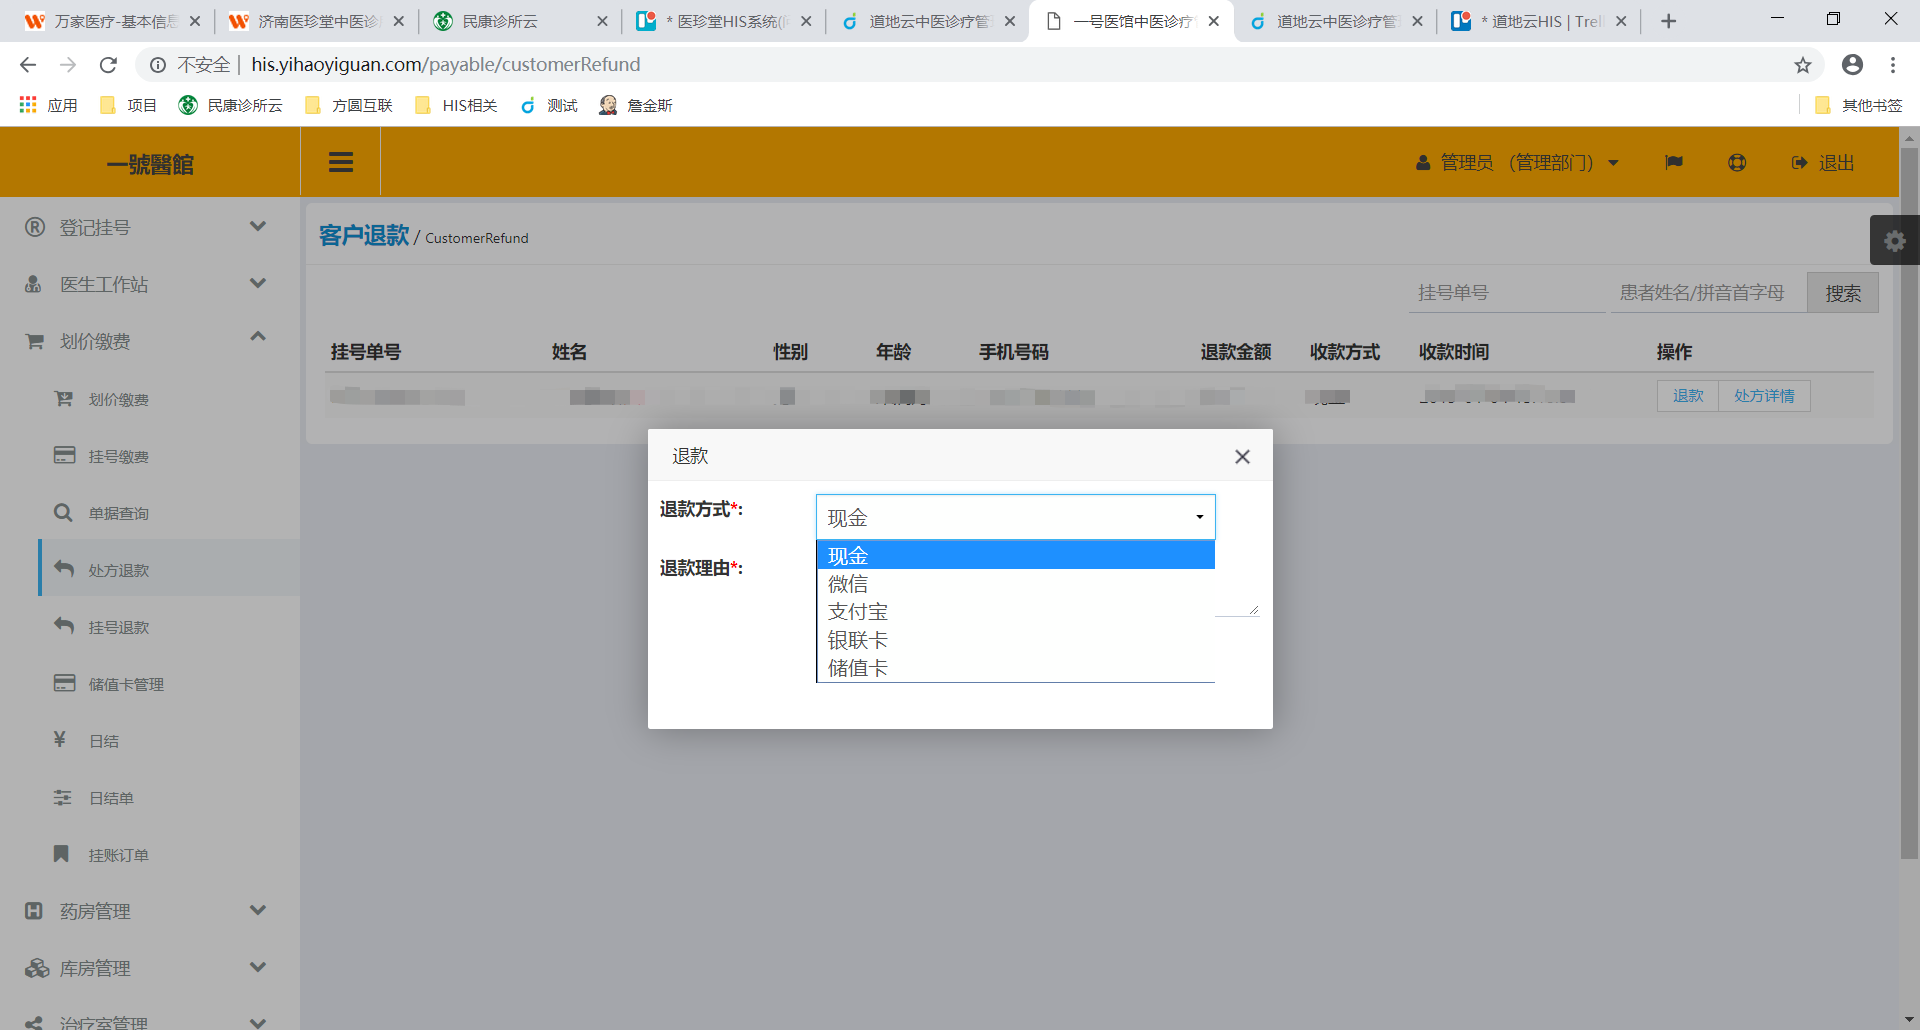 万家医疗-基本信息
济南医珍堂中医诊
民康诊所云
* 医珍堂HIS系统(问
道地云中医诊疗管
一号医馆中医诊疗
道地云中医诊疗管
* 道地云HIS | Trel
不安全 | his.yihaoyiguan.com/payable/customerRefund
应用
项目
民康诊所云
方圆互联
HIS相关
测试
詹金斯
其他书签
一號醫館
管理员 （管理部门）
退出
登记挂号
医生工作站
划价缴费
划价缴费
挂号缴费
单据查询
处方退款
挂号退款
储值卡管理
¥ 日结
日结单
挂账订单
药房管理
库房管理
治疗室管理
客户退款 / CustomerRefund
挂号单号
患者姓名/拼音首字母
搜索
挂号单号 姓名 性别 年龄 手机号码 退款金额 收款方式 收款时间 操作
退款 处方详情
退款
退款方式*:
现金
现金
微信
支付宝
银联卡
储值卡
退款理由*: